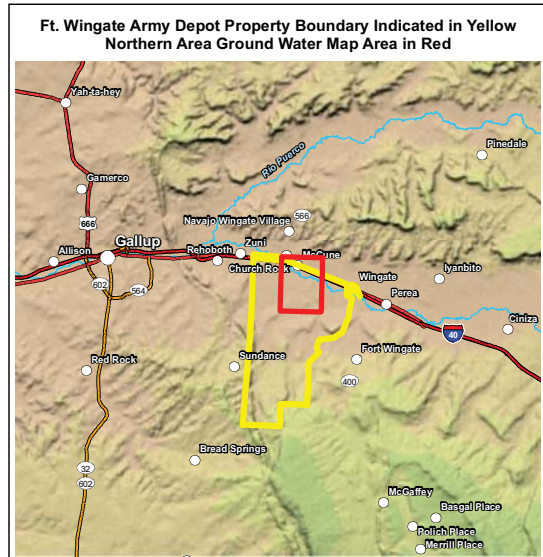 Ft. Wingate Army Depot Property Boundary Indicated in Yellow
Northern Area Ground Water Map Area in Red
Yah-ta-hey
Pinedale
Rio Puerco
Gamerco
666
Navajo Wingate Village
566
Gallup
Zuni
Allison
Rehoboth
McCune
Church Rock
Wingate
Iyanbito
602
564
Perea
Ciniza
40
Red Rock
Sundance
Fort Wingate
400
Bread Springs
32
602
McGaffey
Basgal Place
Polich Place
Merrill Place